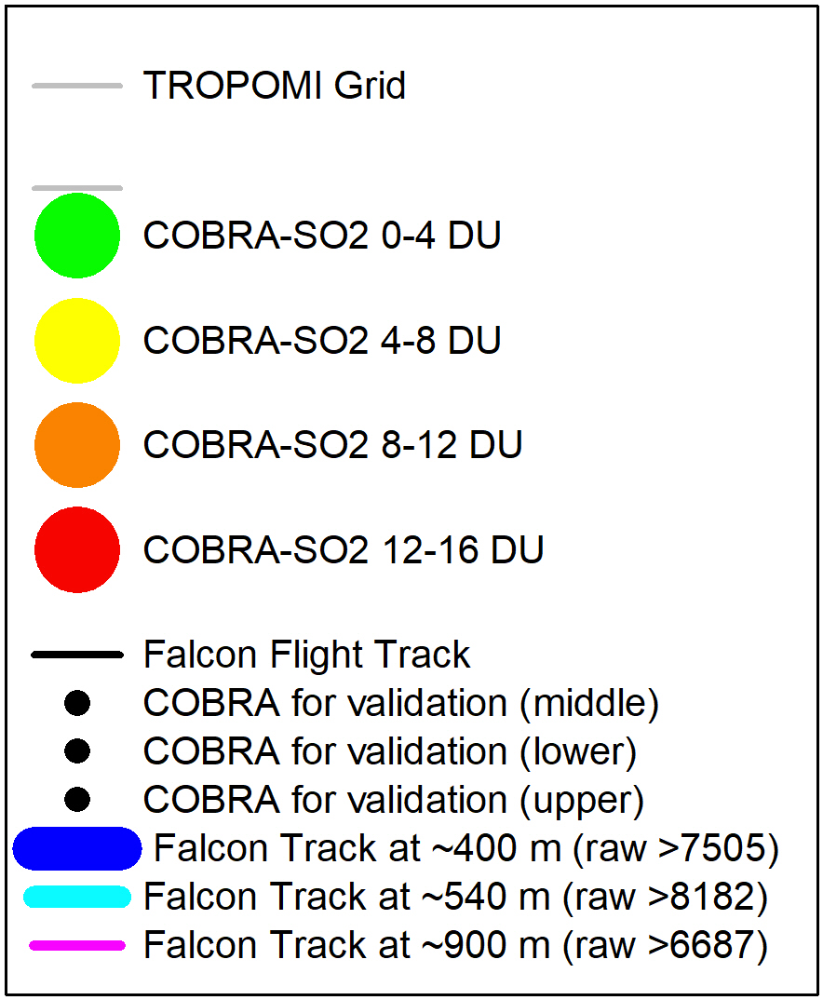 TROPOMI Grid
COBRA-SO2 0-4 DU
COBRA-SO2 4-8 DU
COBRA-SO2 8-12 DU
COBRA-SO2 12-16 DU
Falcon Flight Track
COBRA for validation (middle)
COBRA for validation (lower)
COBRA for validation (upper)
Falcon Track at ~400 m (raw >7505)
Falcon Track at ~540 m (raw >8182)
Falcon Track at ~900 m (raw >6687)